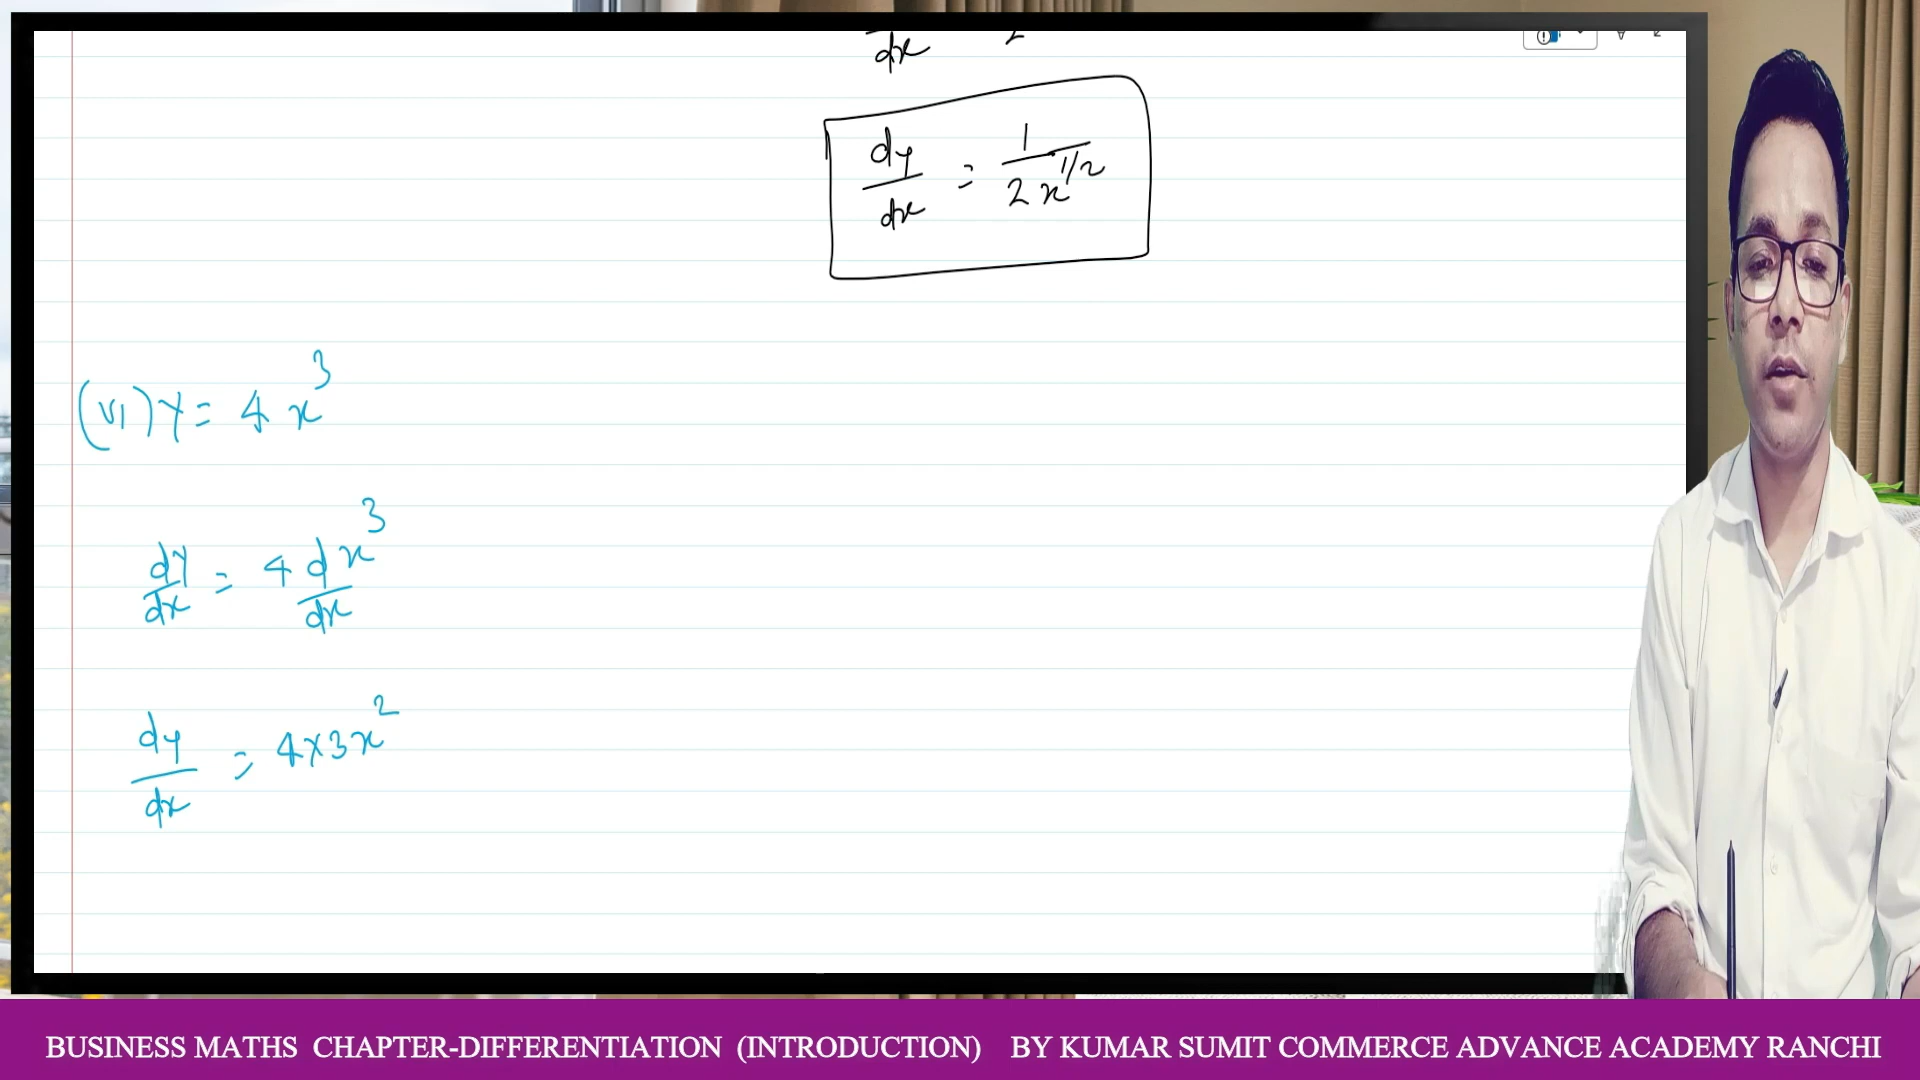 dx
dy/dx = 1/2x^1/2
(VI) Y = 4 x^3
dY/dx = 4 d x^3/dx
dy/dx = 4×3x^2
BUSINESS MATHS CHAPTER-DIFFERENTIATION (INTRODUCTION) BY KUMAR SUMIT COMMERCE ADVANCE ACADEMY RANCHI